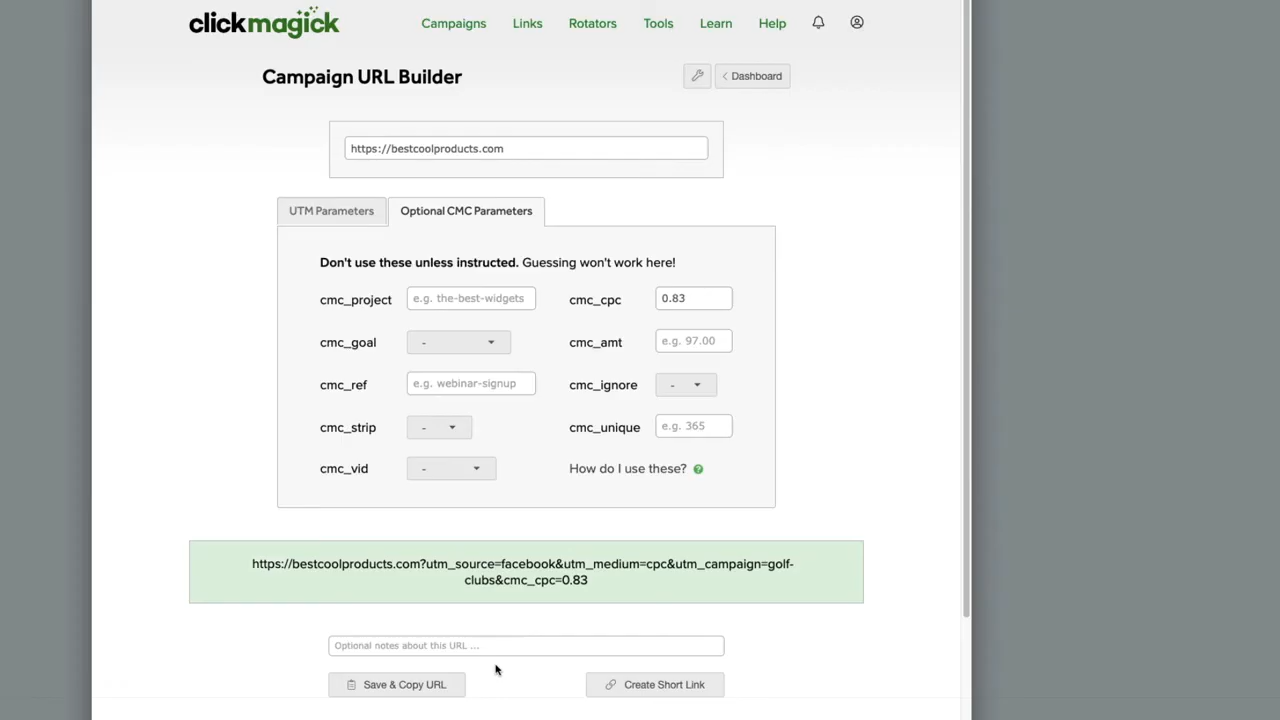 clickmagick
Campaigns Links Rotators Tools Learn Help
Campaign URL Builder
Dashboard
https://bestcoolproducts.com
UTM Parameters Optional CMC Parameters
Don't use these unless instructed. Guessing won't work here!
cmc_project e.g. the-best-widgets cmc_cpc 0.83
cmc_goal - cmc_amt e.g. 97.00
cmc_ref e.g. webinar-signup cmc_ignore -
cmc_strip - cmc_unique e.g. 365
cmc_vid - How do I use these? ?
https://bestcoolproducts.com?utm_source=facebook&utm_medium=cpc&utm_campaign=golf-
clubs&cmc_cpc=0.83
Optional notes about this URL ...
Save & Copy URL Create Short Link